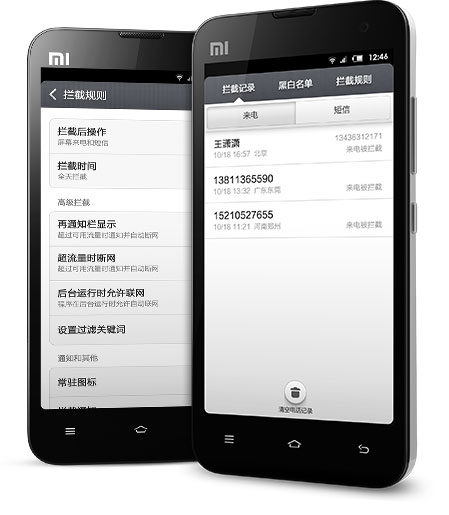 MI
拦截规则
拦截后操作
屏幕来电和短信
拦截时间
全天拦截
高级拦截
再通知栏显示
超过可用流量时通知并自动断网
超流量时断网
超过可用流量时通知并自动断网
后台运行时允许联网
程序在后台运行时允许自动联网
设置过滤关键词
通知和其他
常驻图标
MI
12:46
拦截记录 黑白名单 拦截规则
来电 短信
王潇潇 13436312171
10/18 16:57 北京 来电被拦截
13811365590
10/18 13:32 广东东莞 来电被拦截
15210527655
10/18 11:21 河南郑州 来电被拦截
清空电话记录